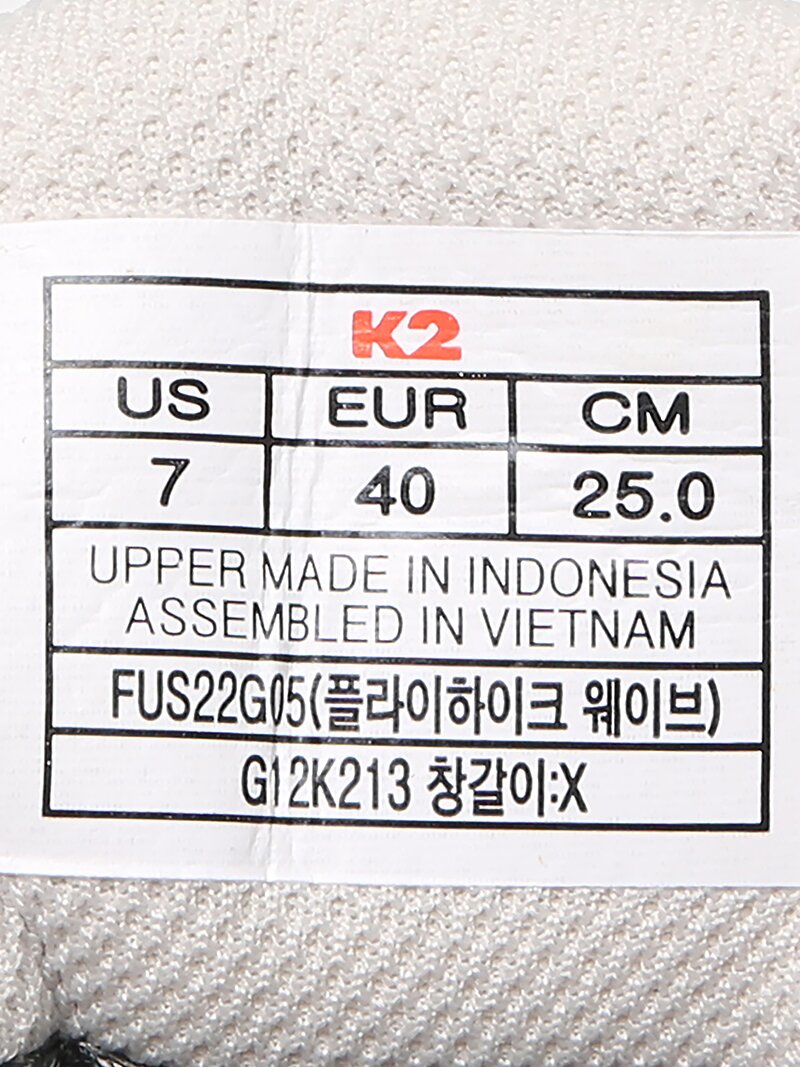 K2
US EUR CM
7 40 25.0
UPPER MADE IN INDONESIA
ASSEMBLED IN VIETNAM
FUS22G05(플라이하이크 웨이브)
G12K213 창갈이:X